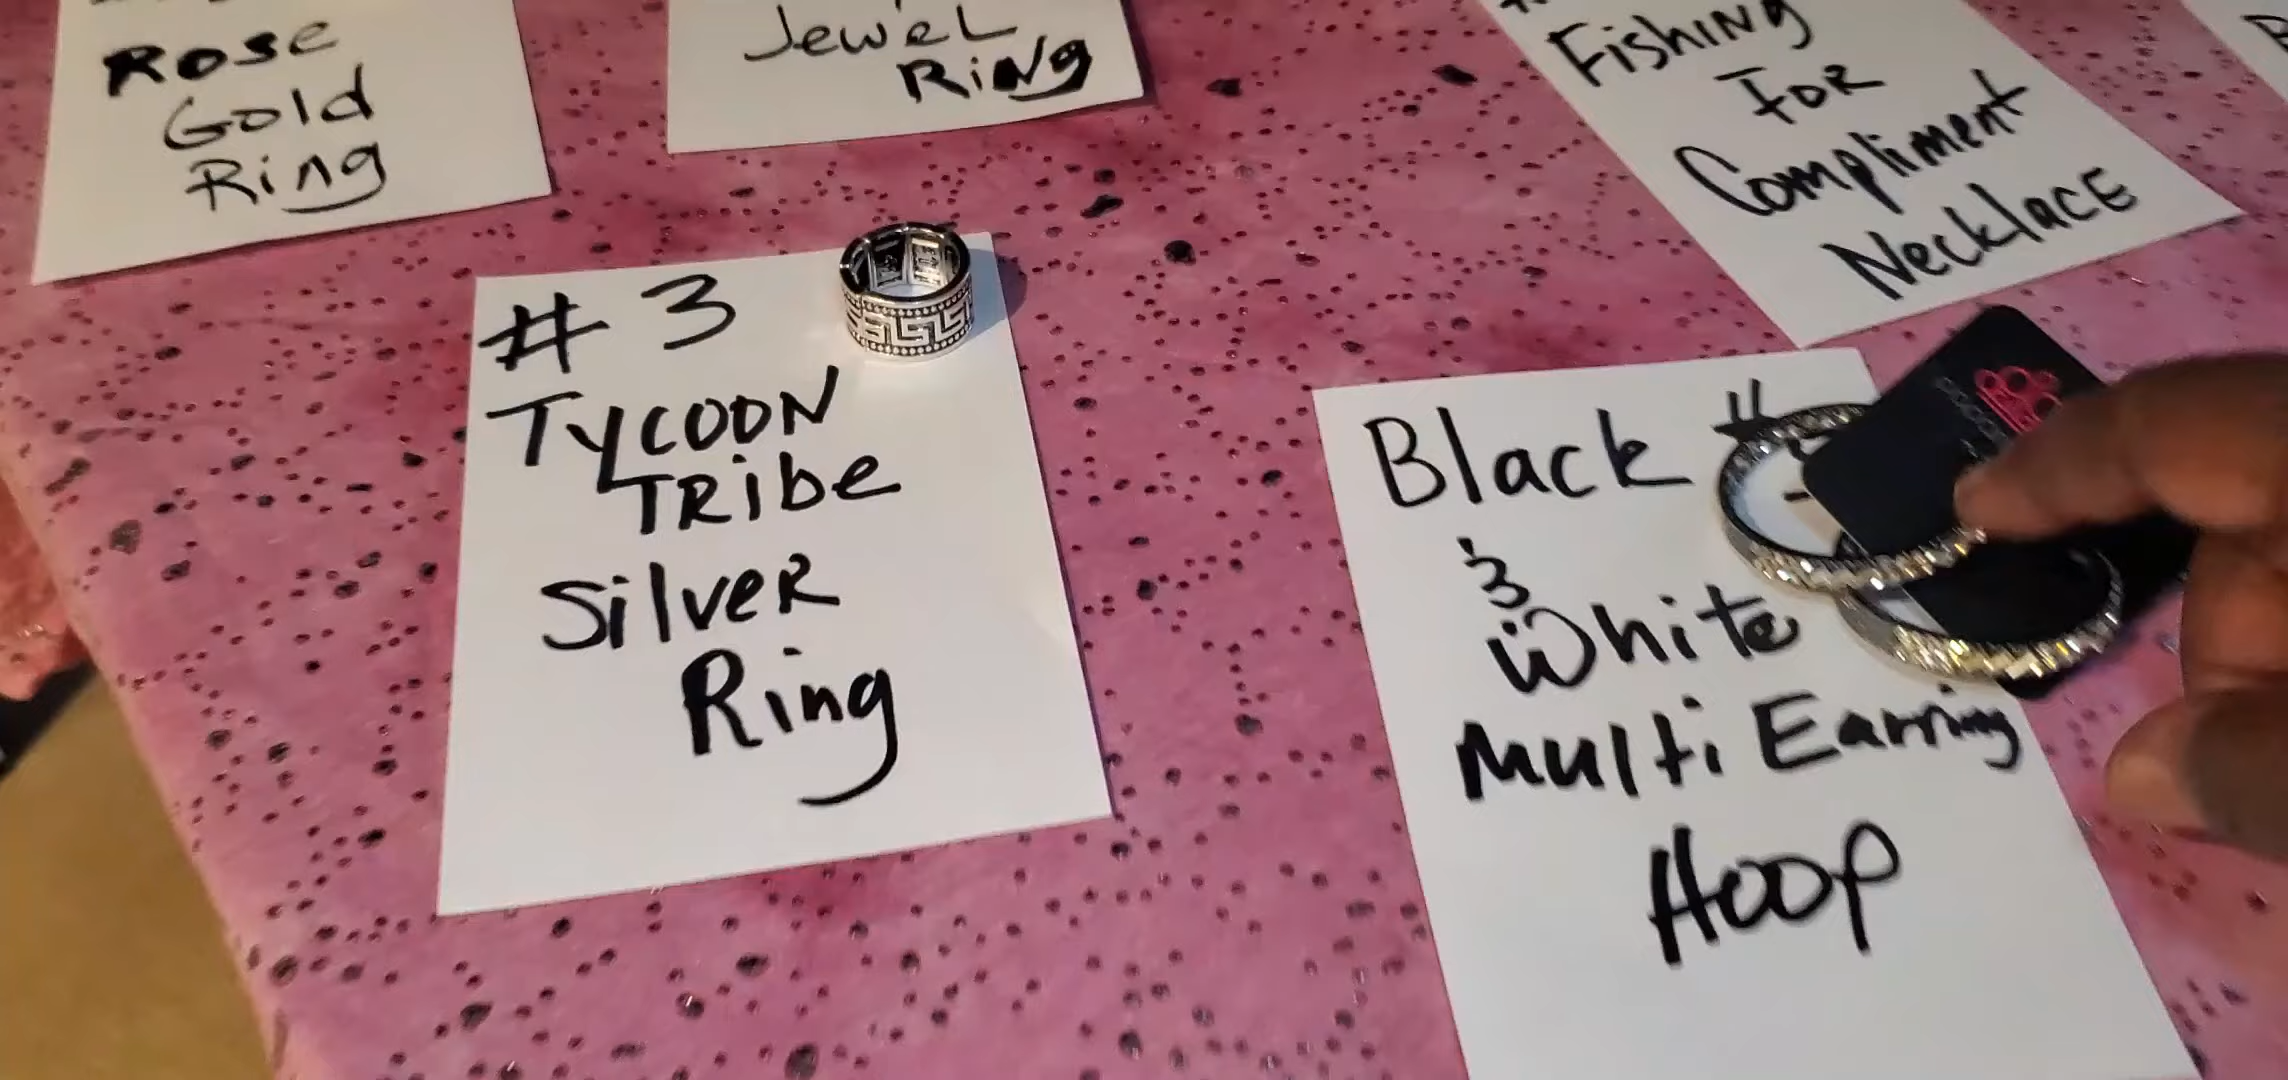 Rose
Gold
Ring
Jewel
Ring
Fishing
For
Compliment
Necklace
# 3
Tycoon
Tribe
Silver
Ring
Black #
&
White
Multi Earring
Hoop